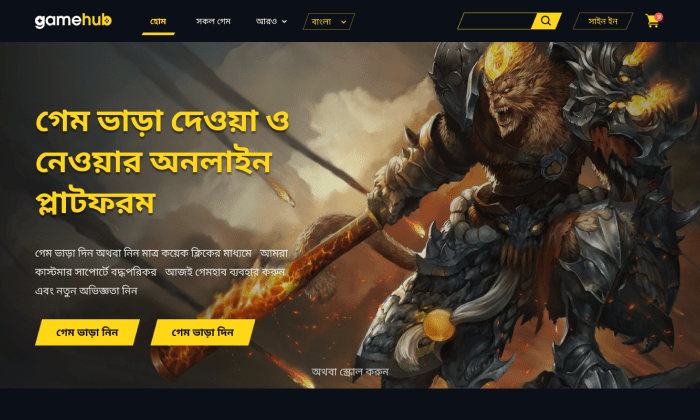 gamehub
হোম
সকল গেম
আরও
বাংলা
সাইন ইন
গেম ভাড়া দেওয়া ও
নেওয়ার অনলাইন
প্লাটফরম
গেম ভাড়া দিন অথবা নিন মাত্র কয়েক ক্লিকের মাধ্যমে আমরা
কাস্টমার সাপোর্টে বদ্ধপরিকর আজই গেমহাব ব্যবহার করুন
এবং নতুন অভিজ্ঞতা নিন
গেম ভাড়া নিন
গেম ভাড়া দিন
অথবা স্ক্রোল করুন